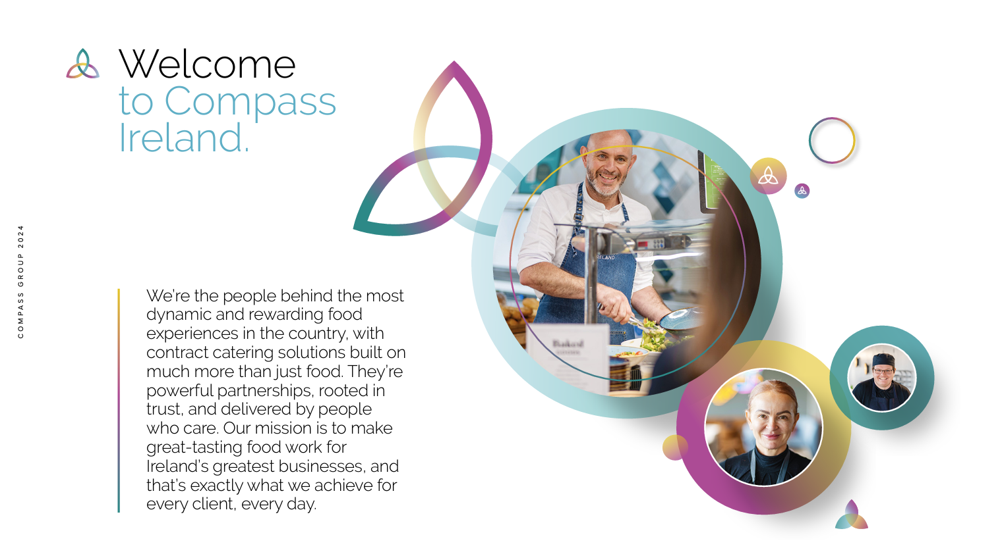 Welcome
to Compass
Ireland.
COMPASS GROUP 2024
We're the people behind the most
dynamic and rewarding food
experiences in the country, with
contract catering solutions built on
much more than just food. They're
powerful partnerships, rooted in
trust, and delivered by people
who care. Our mission is to make
great-tasting food work for
Ireland's greatest businesses, and
that's exactly what we achieve for
every client, every day.
RELAND
Baked